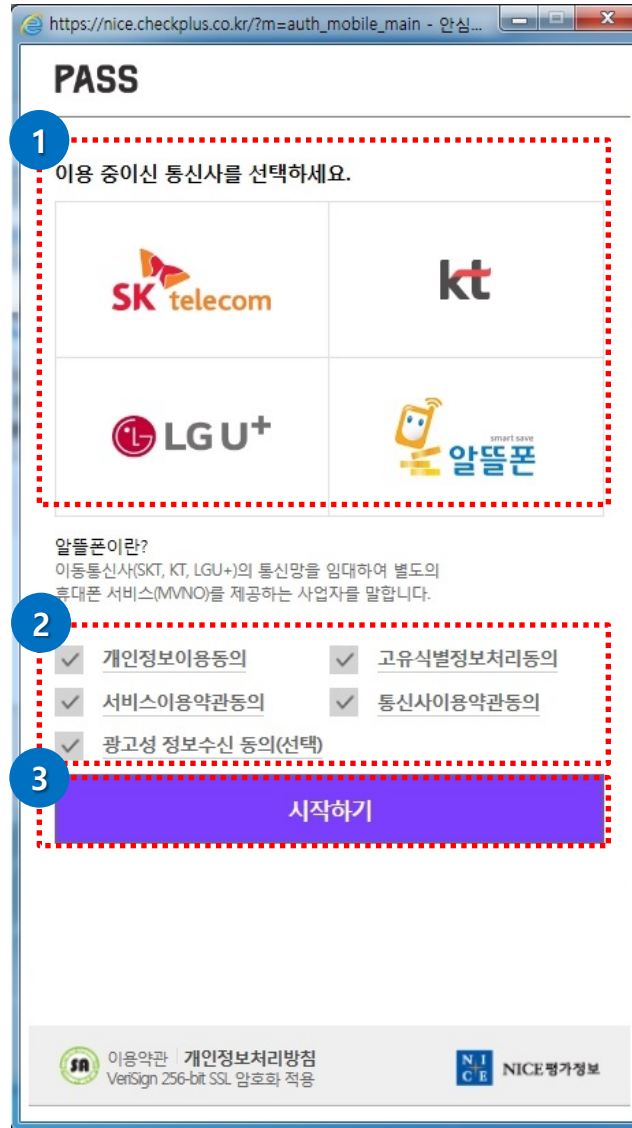 https://nice.checkplus.co.kr/?m=auth_mobile_main - 안심...
PASS
1
이용 중이신 통신사를 선택하세요.
SK telecom
kt
LG U+
smart save
알뜰폰
알뜰폰이란?
이동통신사(SKT, KT, LGU+)의 통신망을 임대하여 별도의
휴대폰 서비스(MVNO)를 제공하는 사업자를 말합니다.
2
개인정보이용동의 고유식별정보처리동의
서비스이용약관동의 통신사이용약관동의
광고성 정보수신 동의(선택)
3
시작하기
SA
이용약관 개인정보처리방침
VeriSign 256-bit SSL 암호화 적용
NICE
NICE평가정보